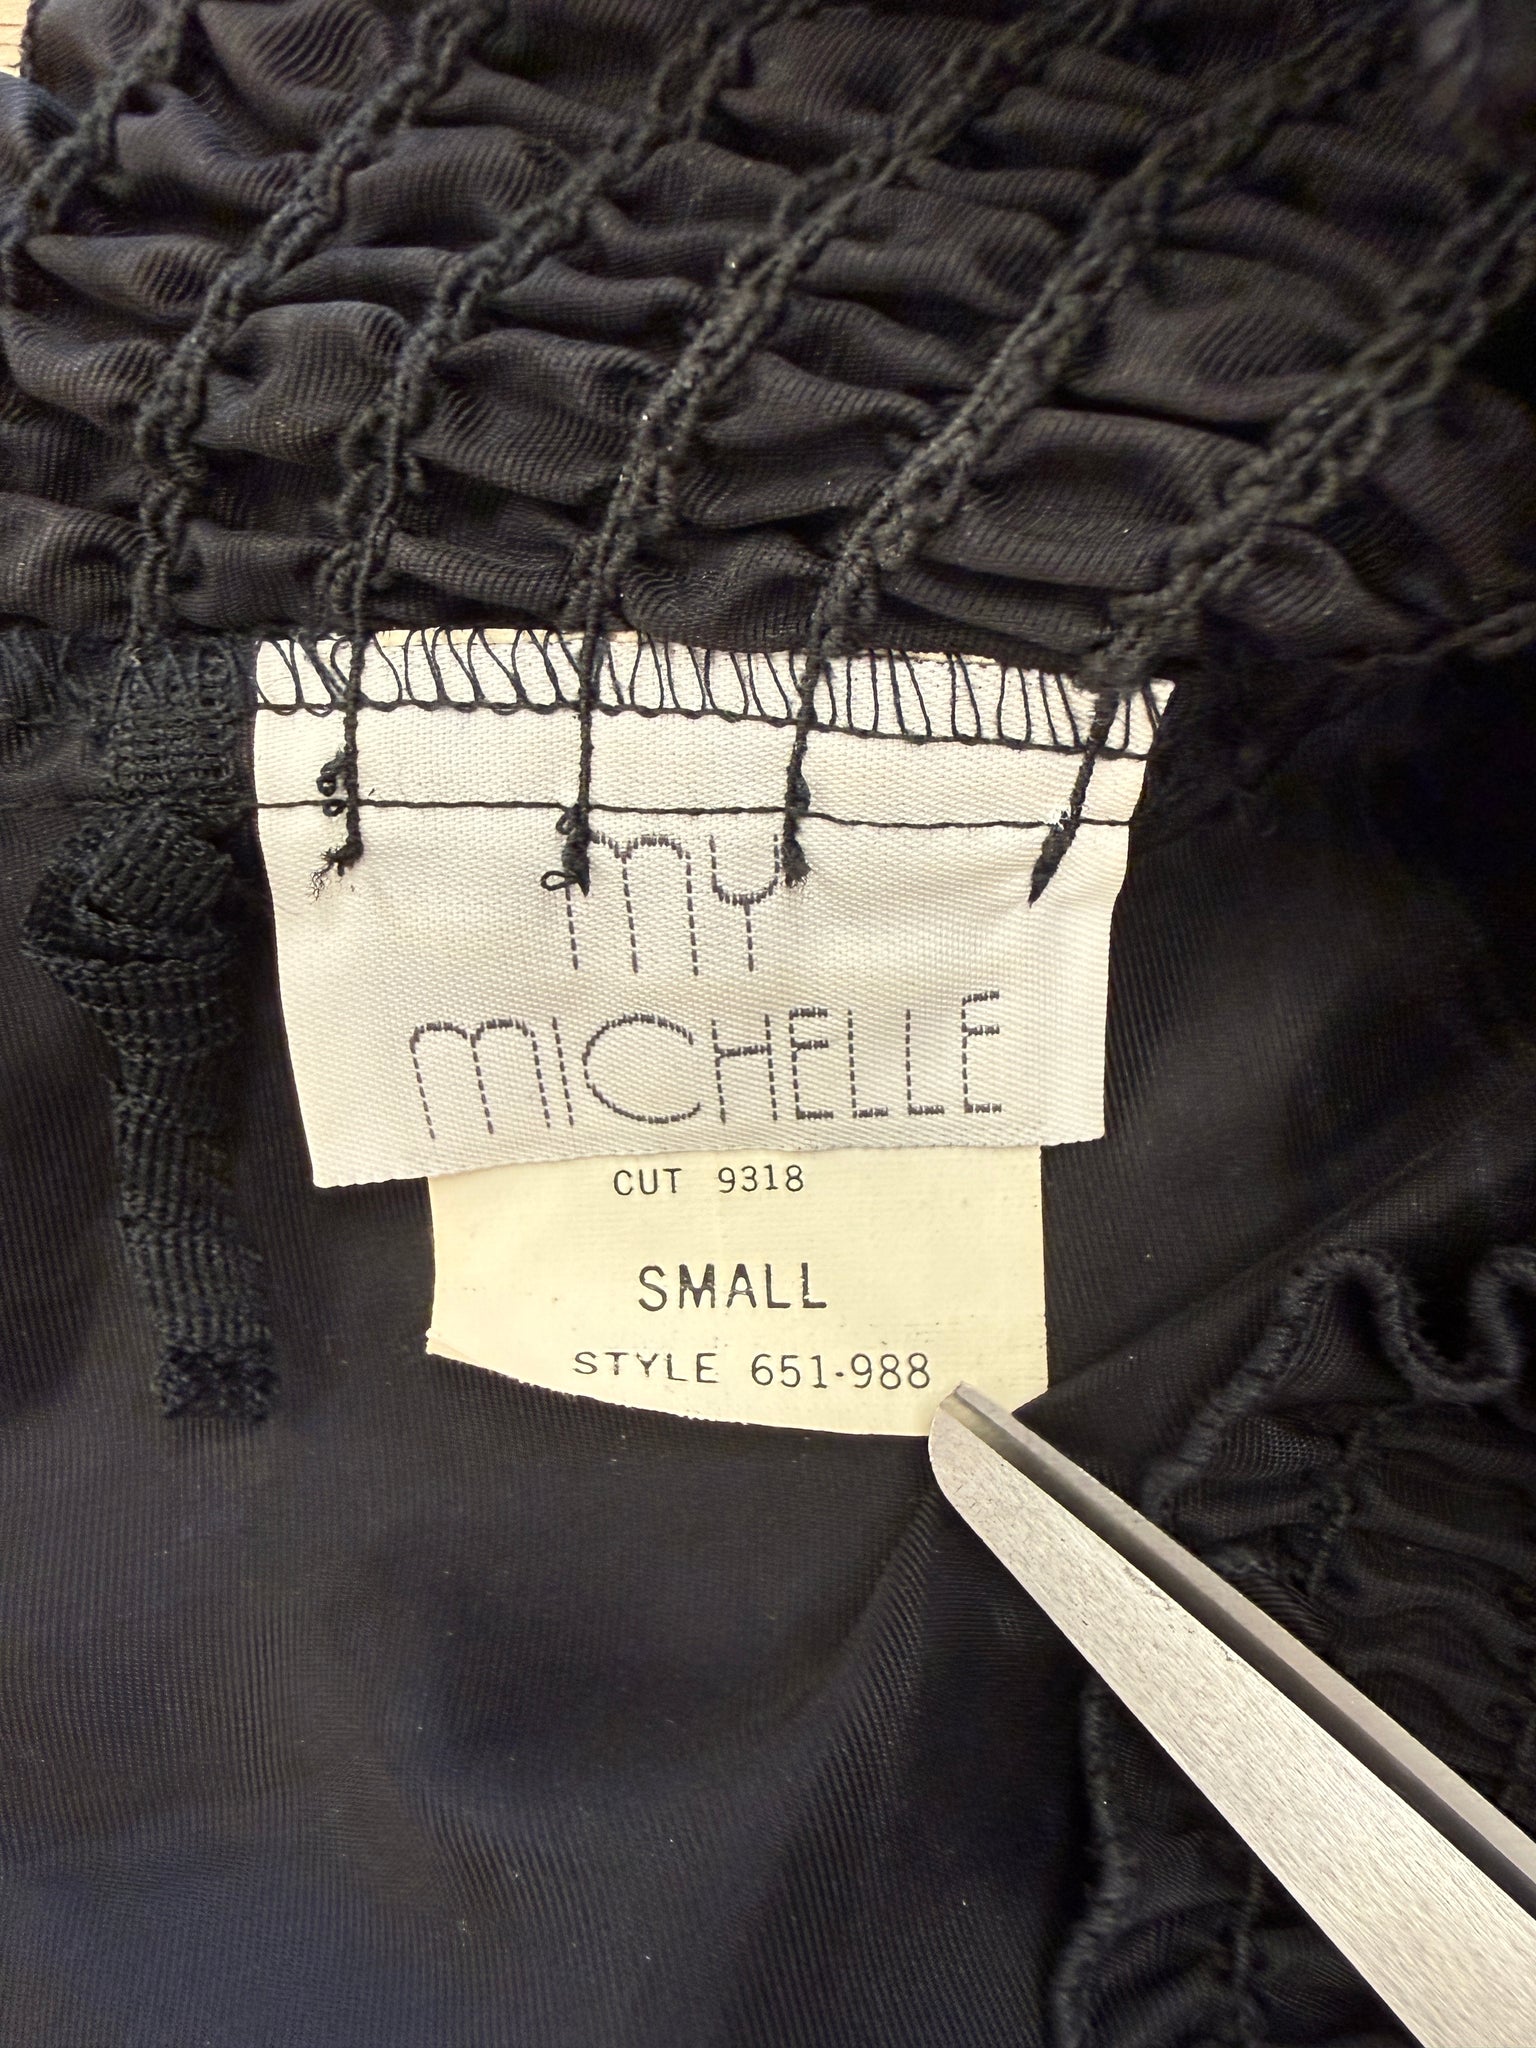 my
MICHELLE
CUT 9318
SMALL
STYLE 651-988